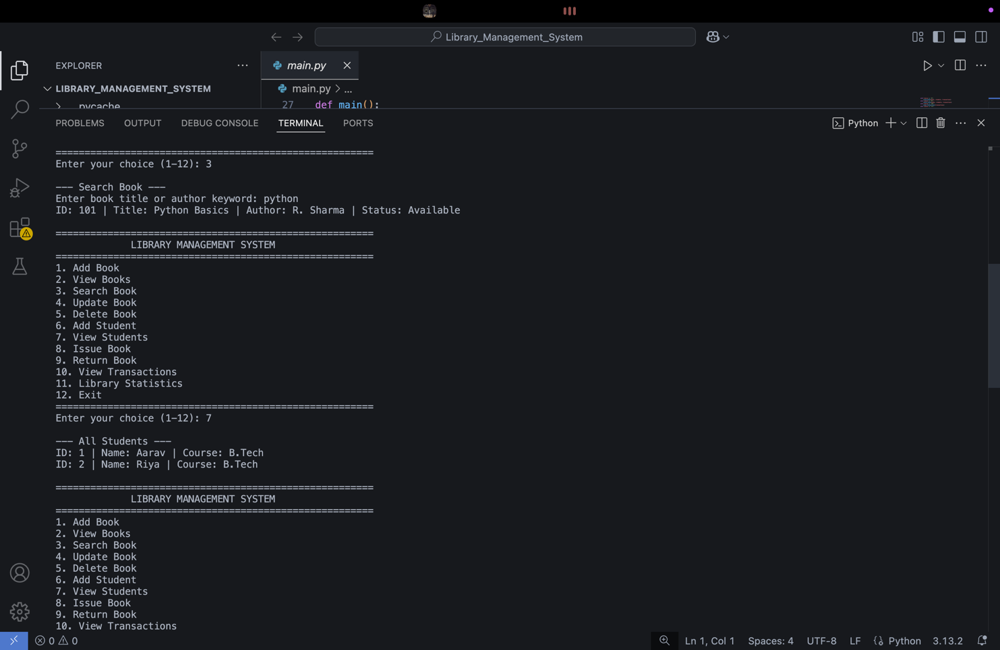 Library_Management_System
EXPLORER
main.py
LIBRARY_MANAGEMENT_SYSTEM
main.py > ...
pycache
27 def main():
PROBLEMS OUTPUT DEBUG CONSOLE TERMINAL PORTS
Python
=======================================================
Enter your choice (1-12): 3
--- Search Book ---
Enter book title or author keyword: python
ID: 101 | Title: Python Basics | Author: R. Sharma | Status: Available
=======================================================
LIBRARY MANAGEMENT SYSTEM
=======================================================
1. Add Book
2. View Books
3. Search Book
4. Update Book
5. Delete Book
6. Add Student
7. View Students
8. Issue Book
9. Return Book
10. View Transactions
11. Library Statistics
12. Exit
=======================================================
Enter your choice (1-12): 7
--- All Students ---
ID: 1 | Name: Aarav | Course: B.Tech
ID: 2 | Name: Riya | Course: B.Tech
=======================================================
LIBRARY MANAGEMENT SYSTEM
=======================================================
1. Add Book
2. View Books
3. Search Book
4. Update Book
5. Delete Book
6. Add Student
7. View Students
8. Issue Book
9. Return Book
10. View Transactions
0 0
Ln 1, Col 1 Spaces: 4 UTF-8 LF Python 3.13.2